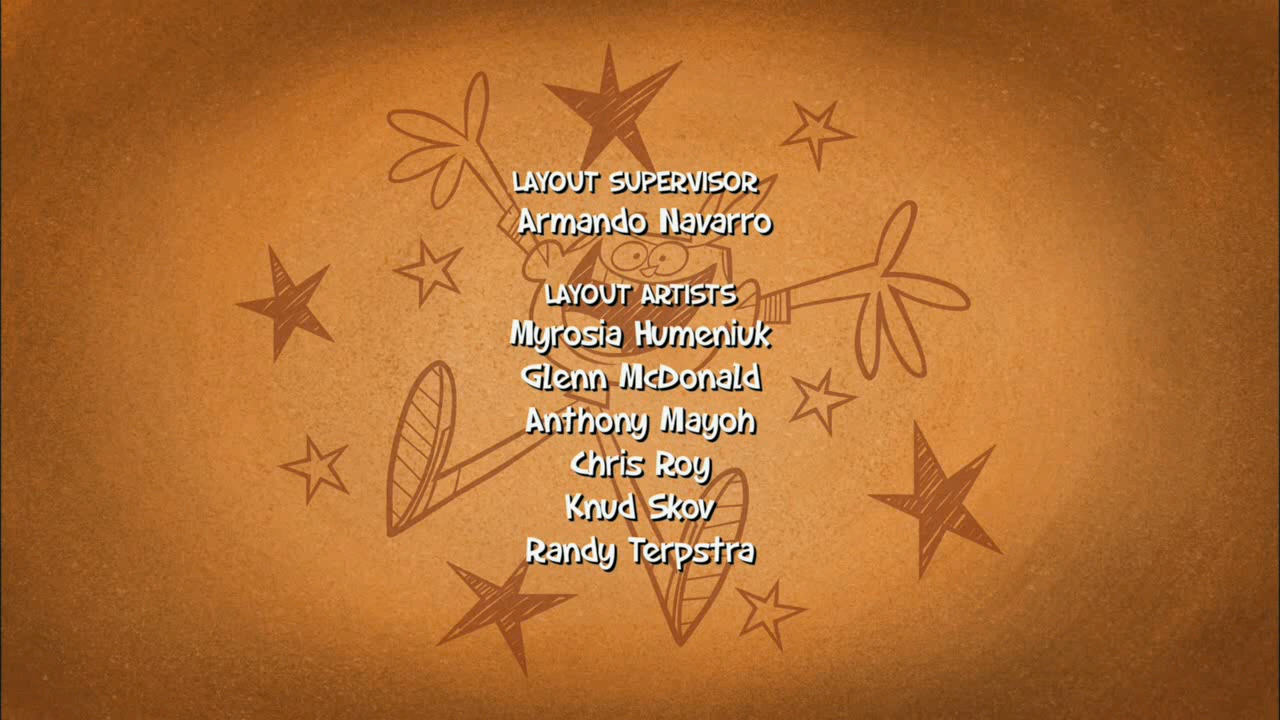 LAYOUT SUPERVISOR
Armando Navarro
LAYOUT ARTISTS
Myrosia Humeniuk
Glenn McDonald
Anthony Mayoh
Chris Roy
Knud Skov
Randy Terpstra